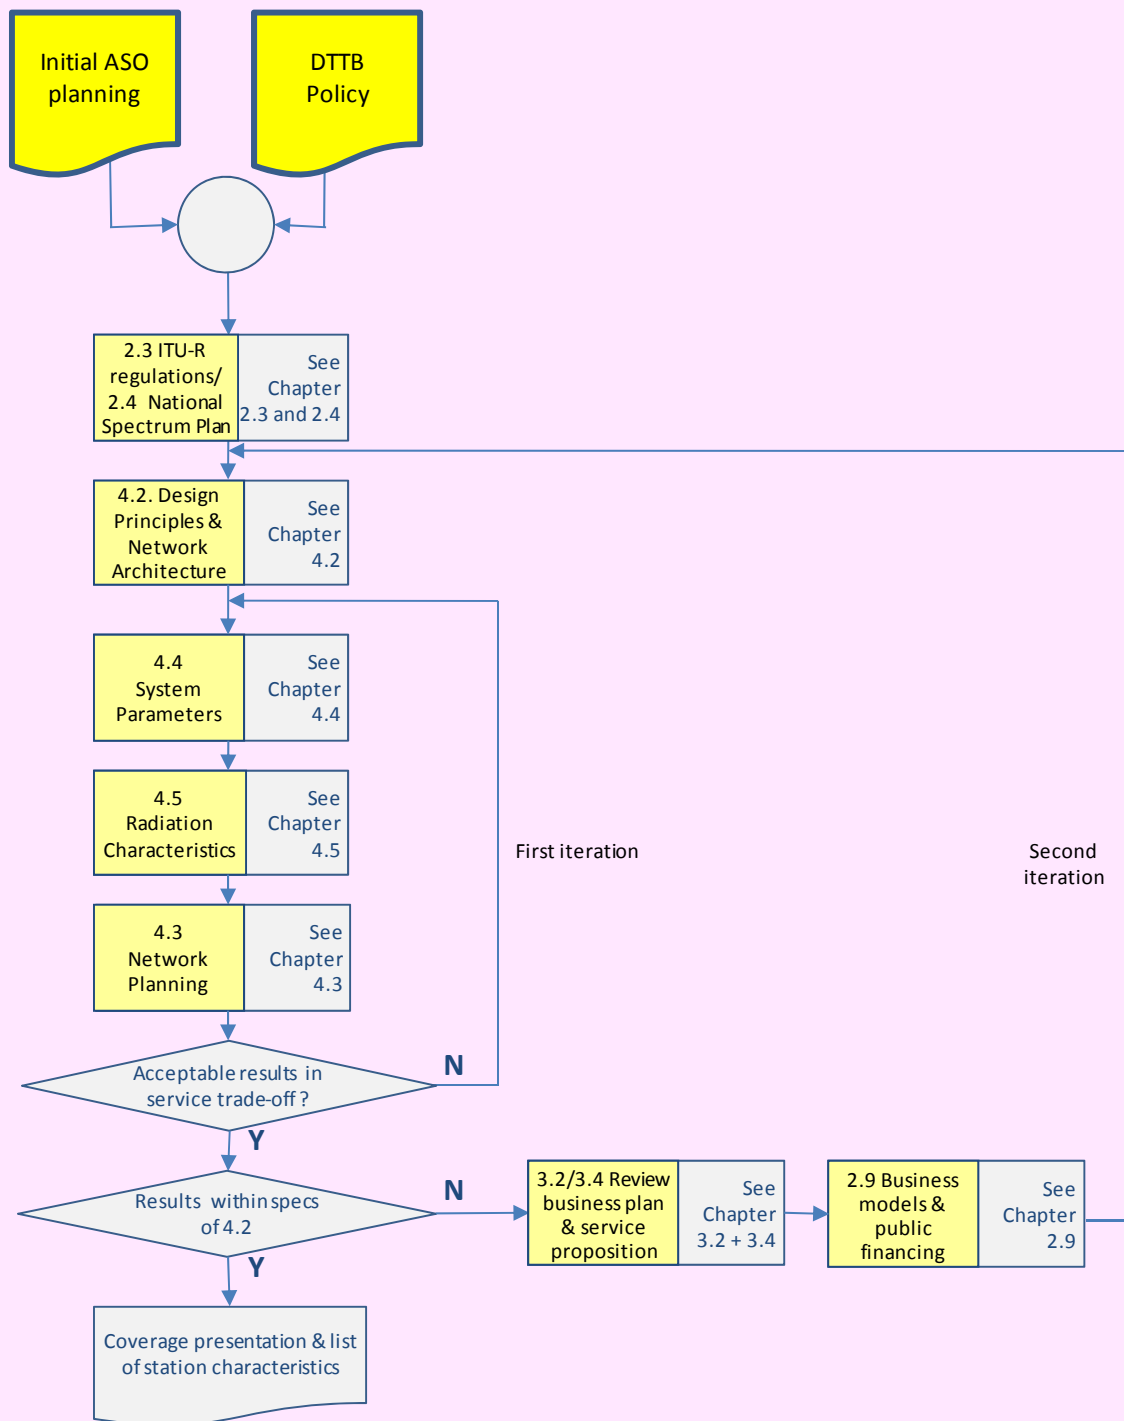 Initial ASO
planning
DTTB
Policy
2.3 ITU-R
regulations/
2.4 National
Spectrum Plan
See
Chapter
2.3 and 2.4
4.2. Design
Principles &
Network
Architecture
See
Chapter
4.2
4.4
System
Parameters
See
Chapter
4.4
4.5
Radiation
Characteristics
See
Chapter
4.5
First iteration
Second
iteration
4.3
Network
Planning
See
Chapter
4.3
Acceptable results in
service trade-off?
N
Y
Results within specs
of 4.2
N
Y
3.2/3.4 Review
business plan
& service
proposition
See
Chapter
3.2 + 3.4
2.9 Business
models &
public
financing
See
Chapter
2.9
Coverage presentation & list
of station characteristics